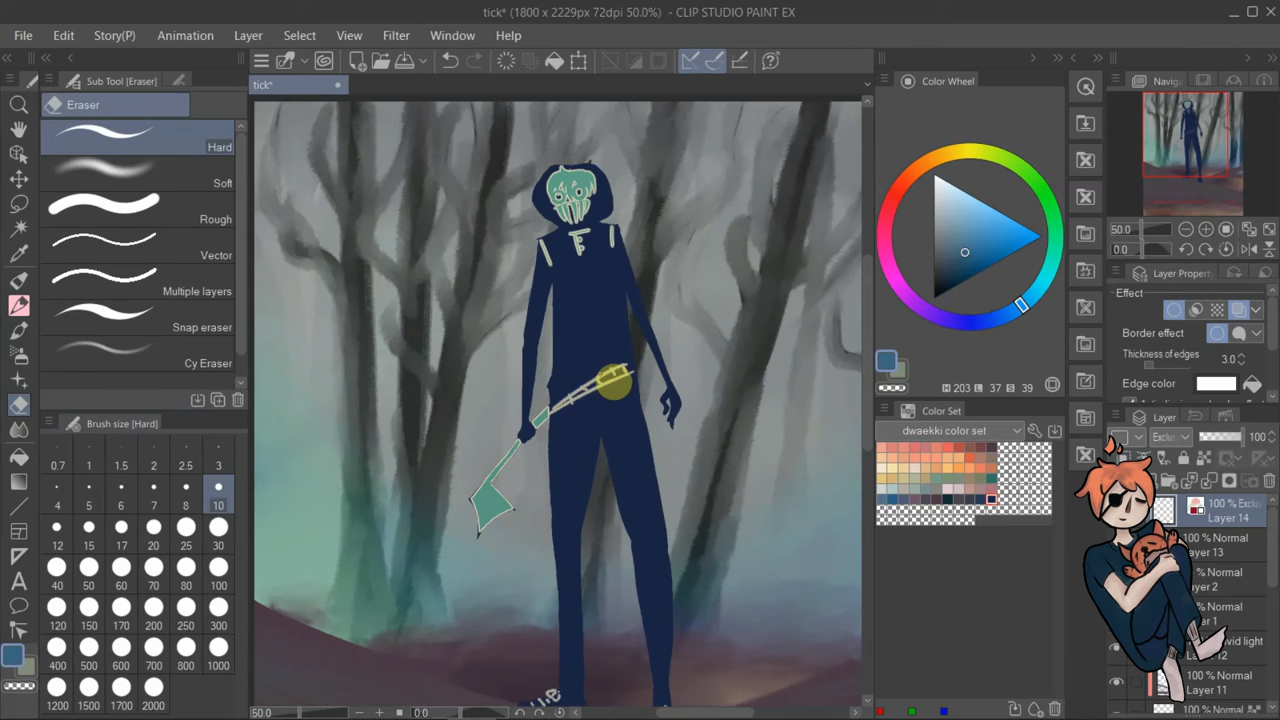 tick* (1800 x 2229px 72dpi 50.0%) - CLIP STUDIO PAINT EX
File Edit Story(P) Animation Layer Select View Filter Window Help
Sub Tool [Eraser]
tick*
Color Wheel
Eraser
Hard
Soft
Rough
Vector
Multiple layers
Snap eraser
Cy Eraser
Brush size [Hard]
0.7 1 1.5 2 2.5 3
4 5 6 7 8 10
12 15 17 20 25 30
40 50 60 70 80 100
120 150 170 200 250 300
400 500 600 700 800 1000
1200 1500 1700 2000
50.0 0.0
H 203 L 37 S 39
Color Set
dwaekki color set
Naviga
50.0
0.0
Layer Property
Effect
Border effect
Thickness of edges 3.0
Edge color
Layer
Exclus 100
100 % Exclu
Layer 14
100 % Normal
Layer 13
100 % Normal
Layer 2
100 % Normal
Layer 11